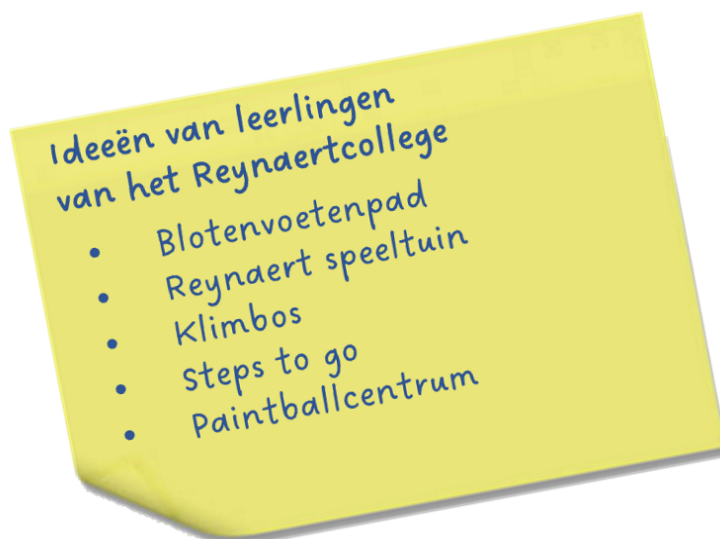 Ideeën van leerlingen
van het Reynaertcollege
• Blotenvoetenpad
• Reynaert speeltuin
• Klimbos
• Steps to go
• Paintballcentrum